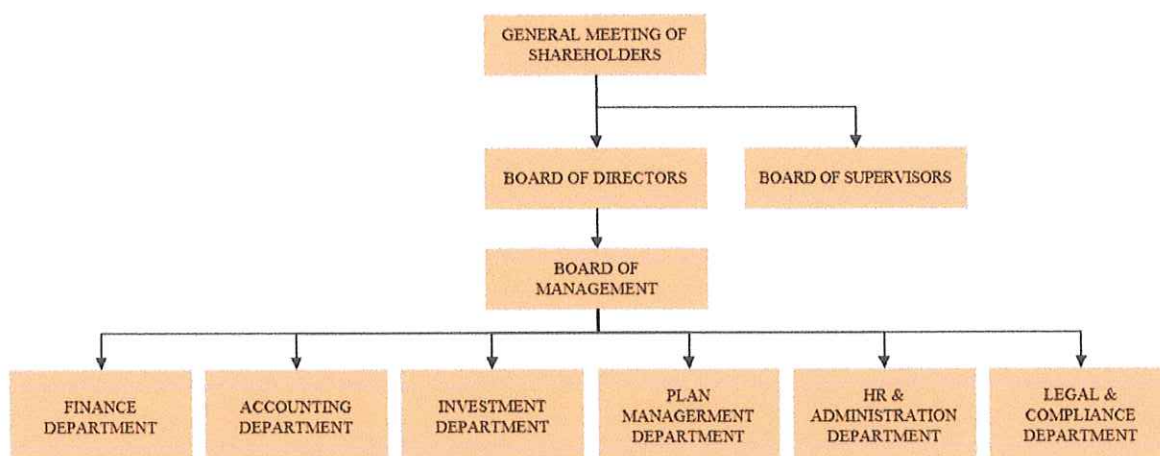 GENERAL MEETING OF
SHAREHOLDERS
BOARD OF DIRECTORS
BOARD OF SUPERVISORS
BOARD OF
MANAGEMENT
FINANCE
DEPARTMENT
ACCOUNTING
DEPARTMENT
INVESTMENT
DEPARTMENT
PLAN
MANAGERMENT
DEPARTMENT
HR &
ADMINISTRATION
DEPARTMENT
LEGAL &
COMPLIANCE
DEPARTMENT